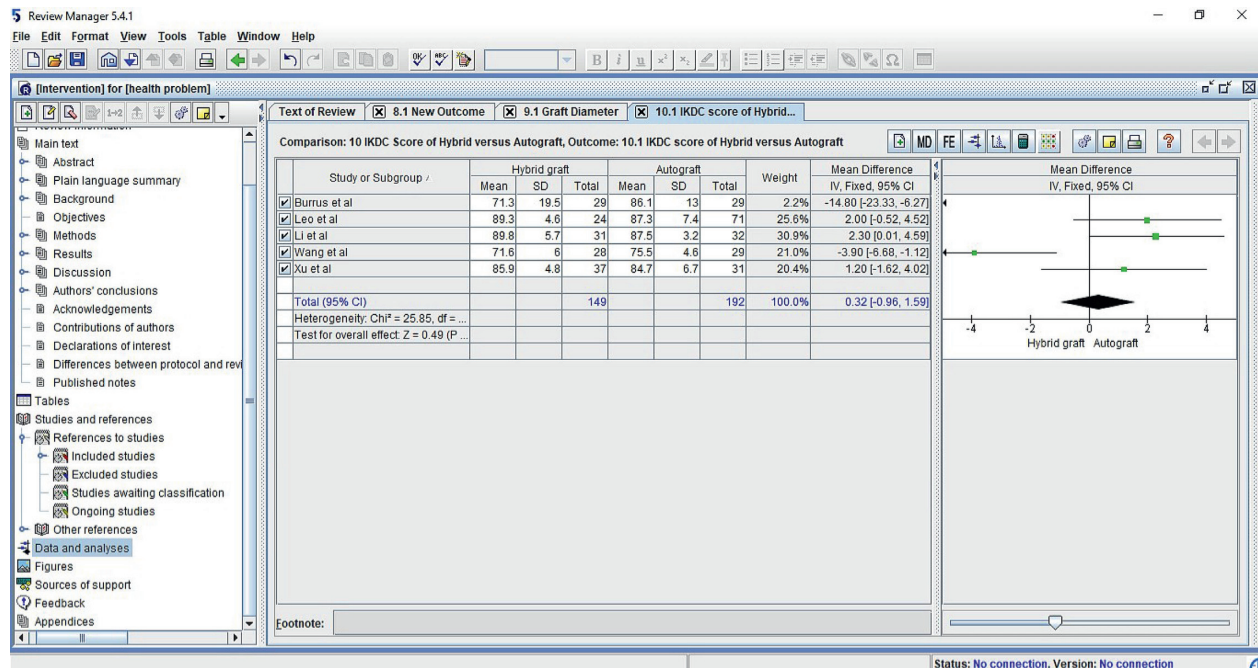 5 Review Manager 5.4.1
File Edit Format View Tools Table Window Help
[Intervention] for [health problem]
Text of Review 8.1 New Outcome 9.1 Graft Diameter 10.1 IKDC score of Hybrid...
Main text
Abstract
Plain language summary
Background
Objectives
Methods
Results
Discussion
Authors' conclusions
Acknowledgements
Contributions of authors
Declarations of interest
Differences between protocol and revi
Published notes
Tables
Studies and references
References to studies
Included studies
Excluded studies
Studies awaiting classification
Ongoing studies
Other references
Data and analyses
Figures
Sources of support
Feedback
Appendices
Comparison: 10 IKDC Score of Hybrid versus Autograft, Outcome: 10.1 IKDC score of Hybrid versus Autograft MD FE
Study or Subgroup Hybrid graft Autograft Weight Mean Difference
Mean SD Total Mean SD Total IV, Fixed, 95% CI
Burrus et al 71.3 19.5 29 86.1 13 29 2.2% -14.80 [-23.33, -6.27]
Leo et al 89.3 4.6 24 87.3 7.4 71 25.6% 2.00 [-0.52, 4.52]
Li et al 89.8 5.7 31 87.5 3.2 32 30.9% 2.30 [0.01, 4.59]
Wang et al 71.6 6 28 75.5 4.6 29 21.0% -3.90 [-6.68, -1.12]
Xu et al 85.9 4.8 37 84.7 6.7 31 20.4% 1.20 [-1.62, 4.02]
Total (95% CI) 149 192 100.0% 0.32 [-0.96, 1.59]
Heterogeneity: Chi² = 25.85, df = ...
Test for overall effect: Z = 0.49 (P ...
Mean Difference
IV, Fixed, 95% CI
-4 -2 0 2 4
Hybrid graft Autograft
Footnote:
Status: No connection, Version: No connection